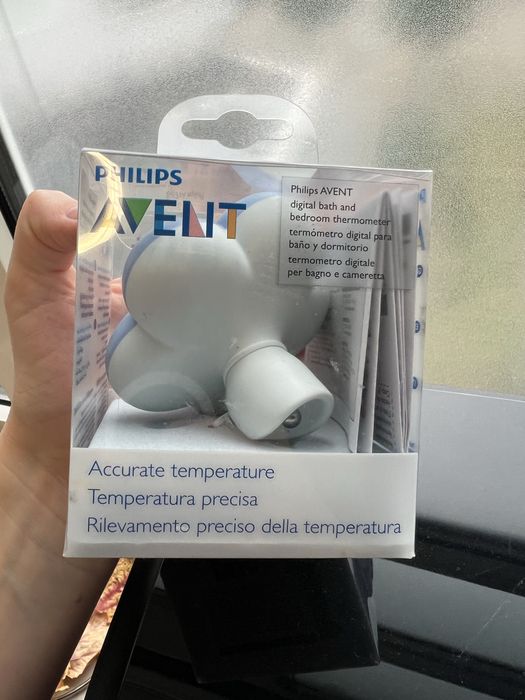 PHILIPS
AVENT
Philips AVENT
digital bath and
bedroom thermometer
termómetro digital para
baño y dormitorio
termometro digitale
per bagno e cameretta
Accurate temperature
Temperatura precisa
Rilevamento preciso della temperatura